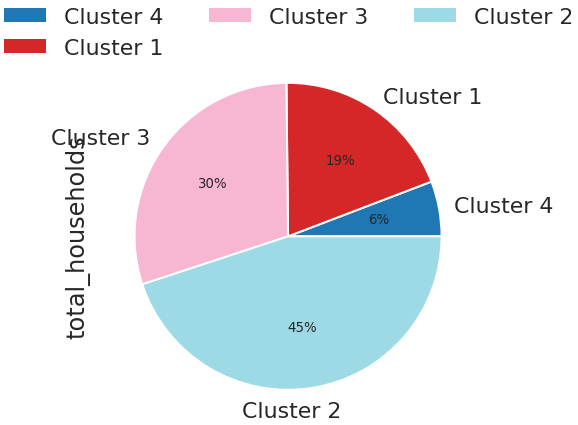 Cluster 4 Cluster 3 Cluster 2
Cluster 1
Cluster 1
Cluster 3
19%
30%
Cluster 4
6%
total_households
45%
Cluster 2